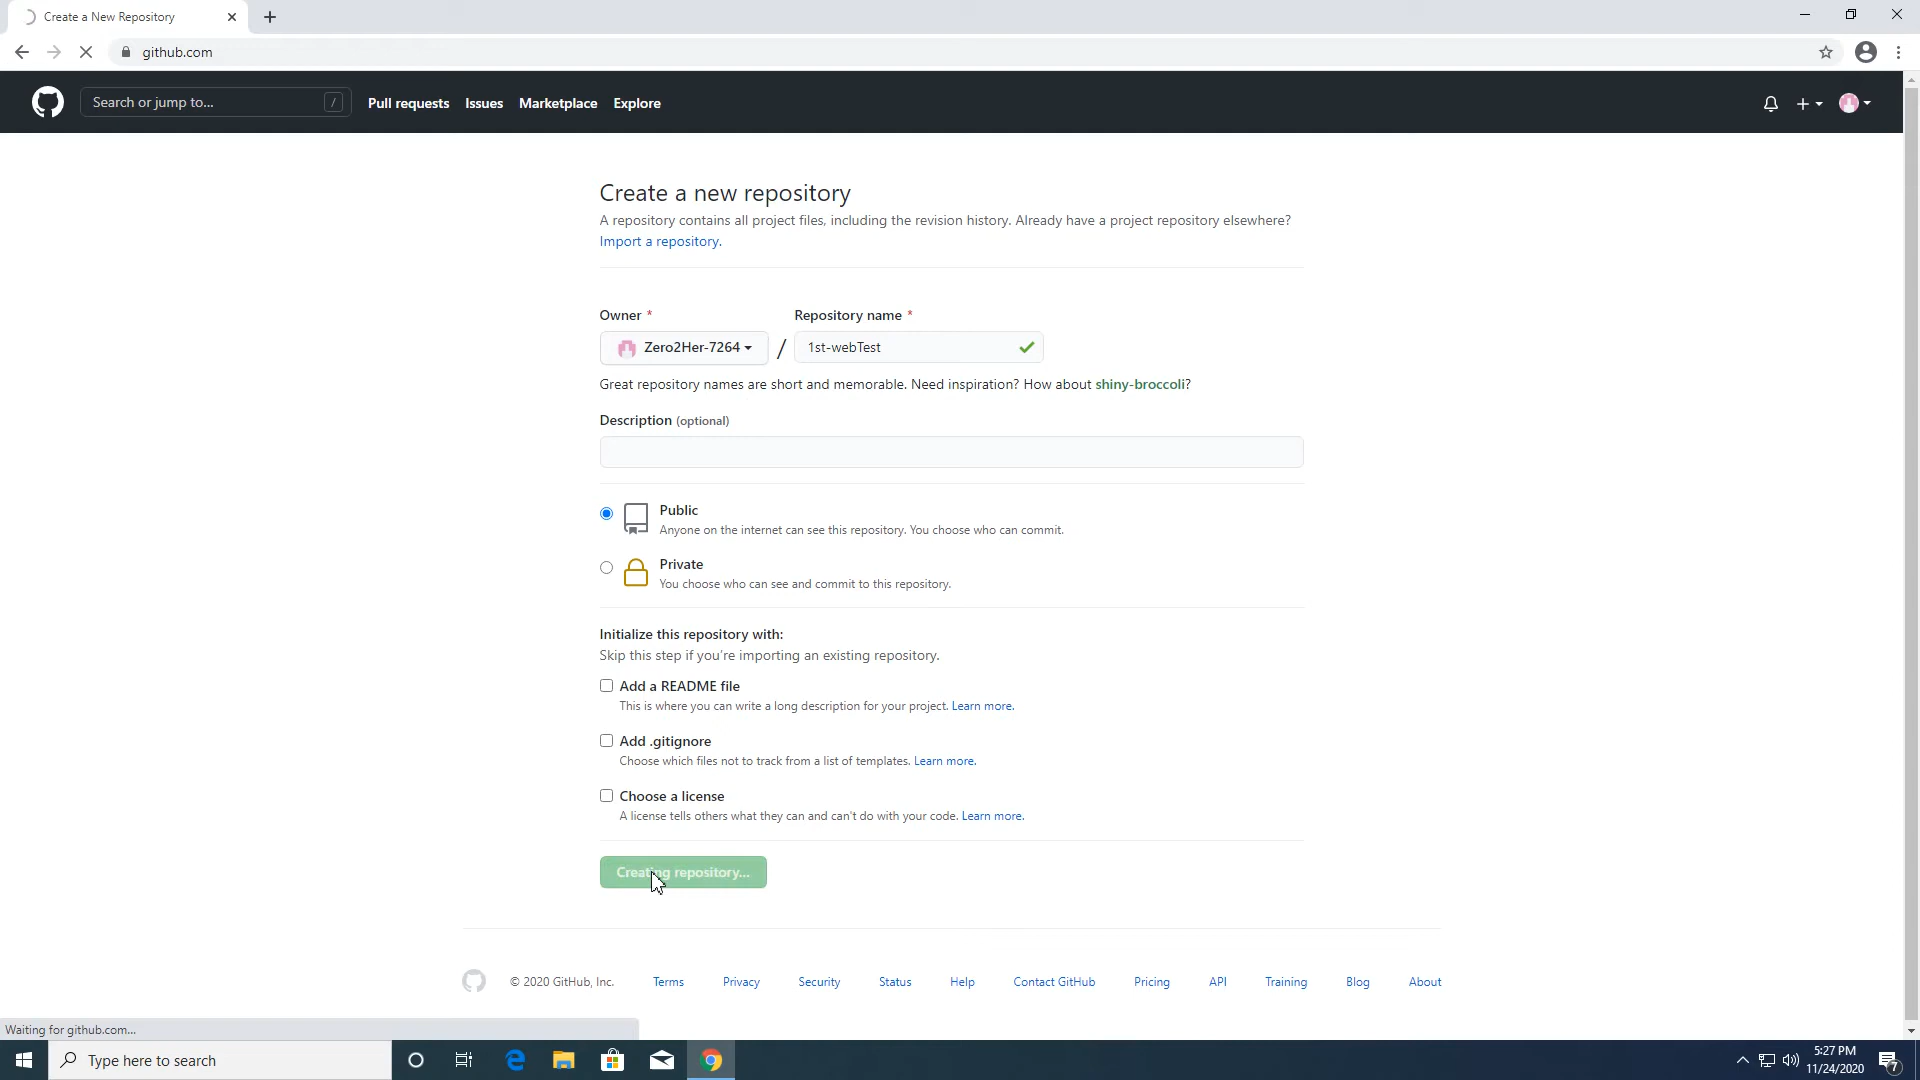 Create a New Repository
github.com
Search or jump to... /
Pull requests Issues Marketplace Explore
Create a new repository
A repository contains all project files, including the revision history. Already have a project repository elsewhere?
Import a repository.
Owner * Repository name *
Zero2Her-7264 / 1st-webTest
Great repository names are short and memorable. Need inspiration? How about shiny-broccoli?
Description (optional)
Public
Anyone on the internet can see this repository. You choose who can commit.
Private
You choose who can see and commit to this repository.
Initialize this repository with:
Skip this step if you're importing an existing repository.
Add a README file
This is where you can write a long description for your project. Learn more.
Add .gitignore
Choose which files not to track from a list of templates. Learn more.
Choose a license
A license tells others what they can and can't do with your code. Learn more.
Creating repository...
© 2020 GitHub, Inc. Terms Privacy Security Status Help Contact GitHub Pricing API Training Blog About
Waiting for github.com...
Type here to search
5:27 PM
11/24/2020
7